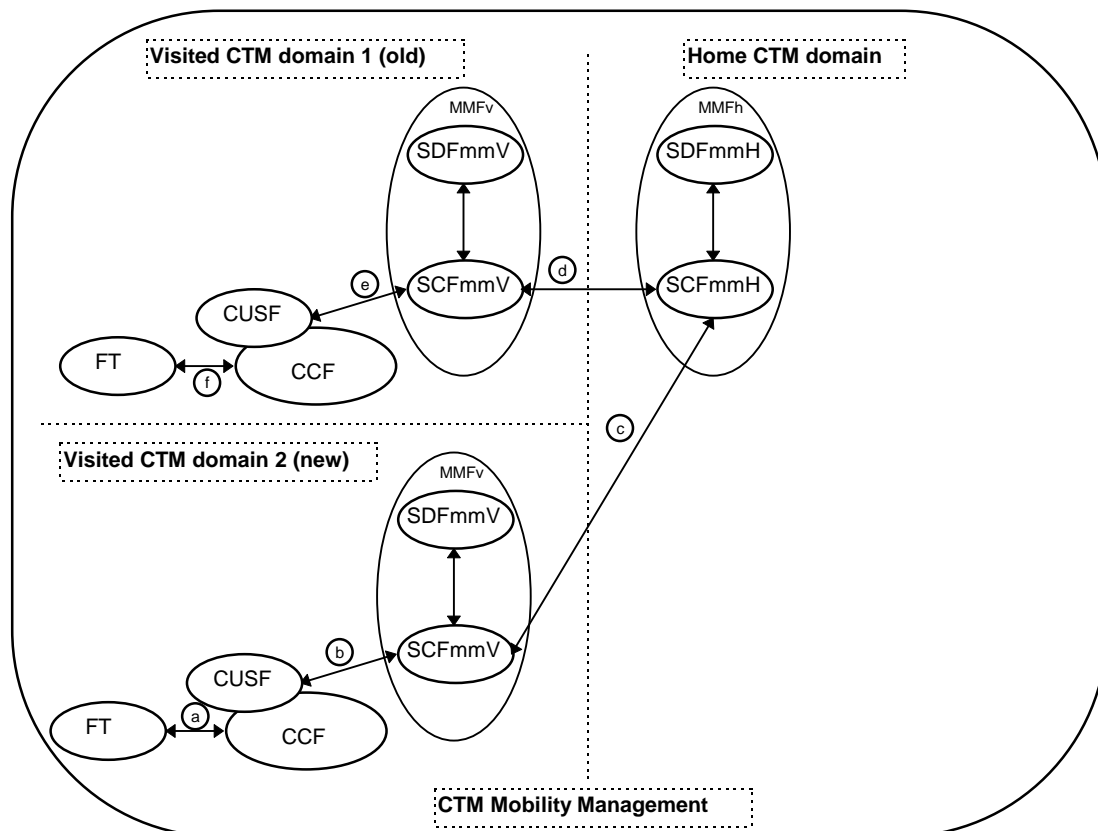 Visited CTM domain 1 (old)
Home CTM domain
MMFv
SDFmmV
SCFmmV
MMFh
SDFmmH
SCFmmH
d
e
CUSF
CCF
FT
f
c
Visited CTM domain 2 (new)
MMFv
SDFmmV
SCFmmV
b
CUSF
CCF
FT
a
CTM Mobility Management